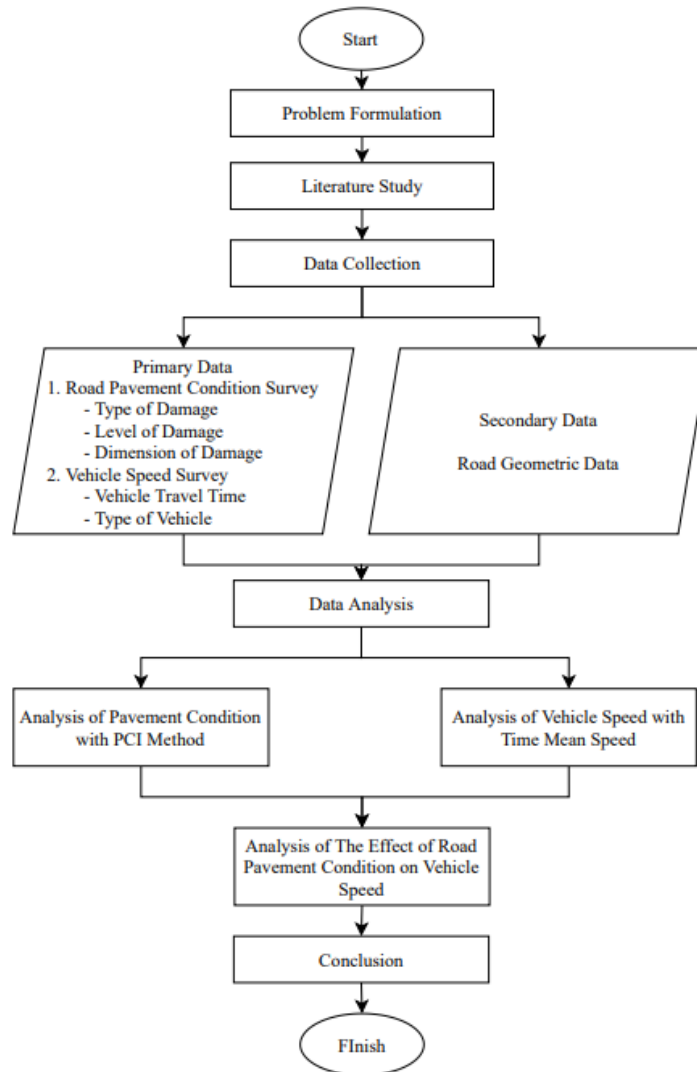 Start
Problem Formulation
Literature Study
Data Collection
Primary Data
1. Road Pavement Condition Survey
- Type of Damage
- Level of Damage
- Dimension of Damage
2. Vehicle Speed Survey
- Vehicle Travel Time
- Type of Vehicle
Secondary Data
Road Geometric Data
Data Analysis
Analysis of Pavement Condition
with PCI Method
Analysis of Vehicle Speed with
Time Mean Speed
Analysis of The Effect of Road
Pavement Condition on Vehicle
Speed
Conclusion
FInish